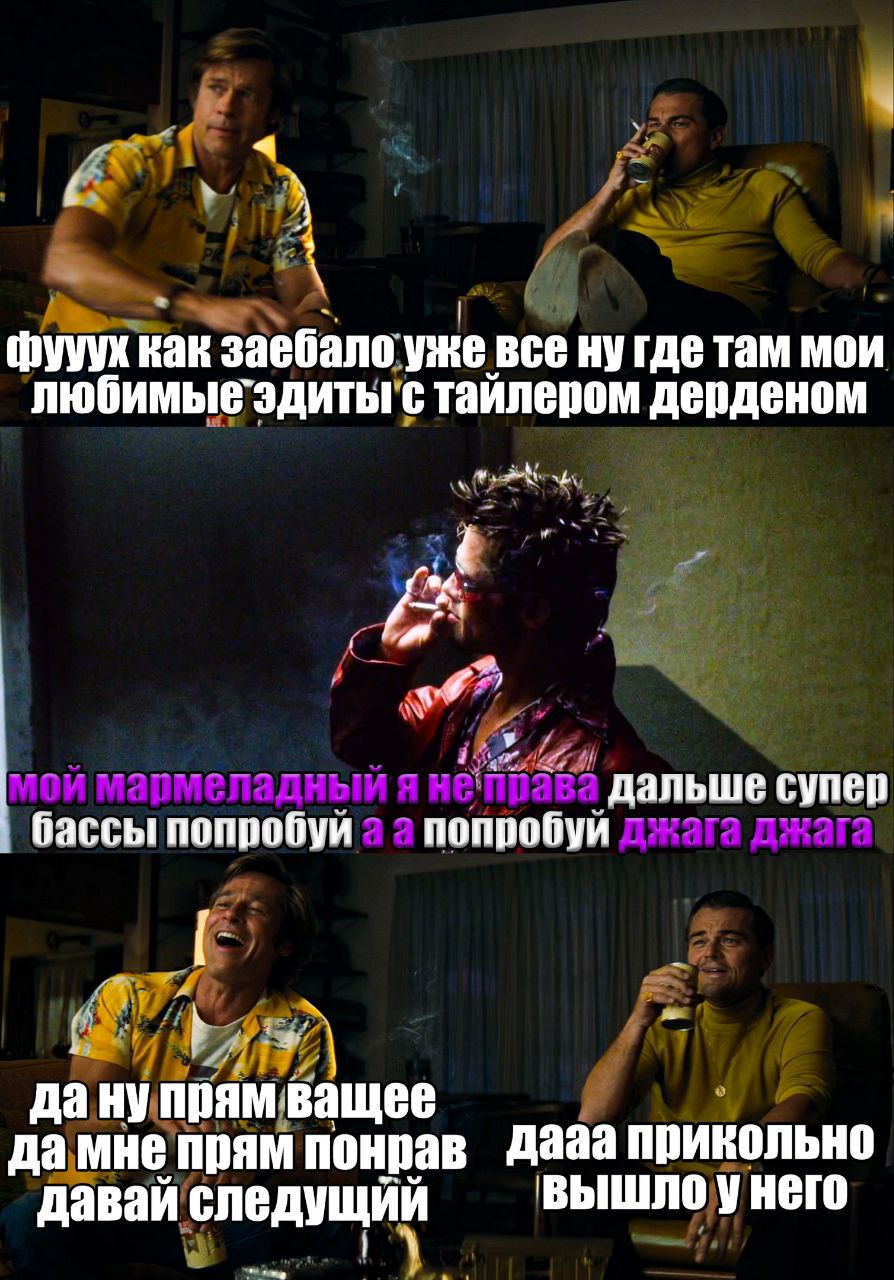 фууух как заебало уже все ну где там мои
любимые эдиты с тайлером дерденом
мой мармеладный я не права дальше супер
бассы попробуй а а попробуй джага джага
да ну прям ващее
да мне прям понрав
давай следущий
дааа прикольно
вышло у него